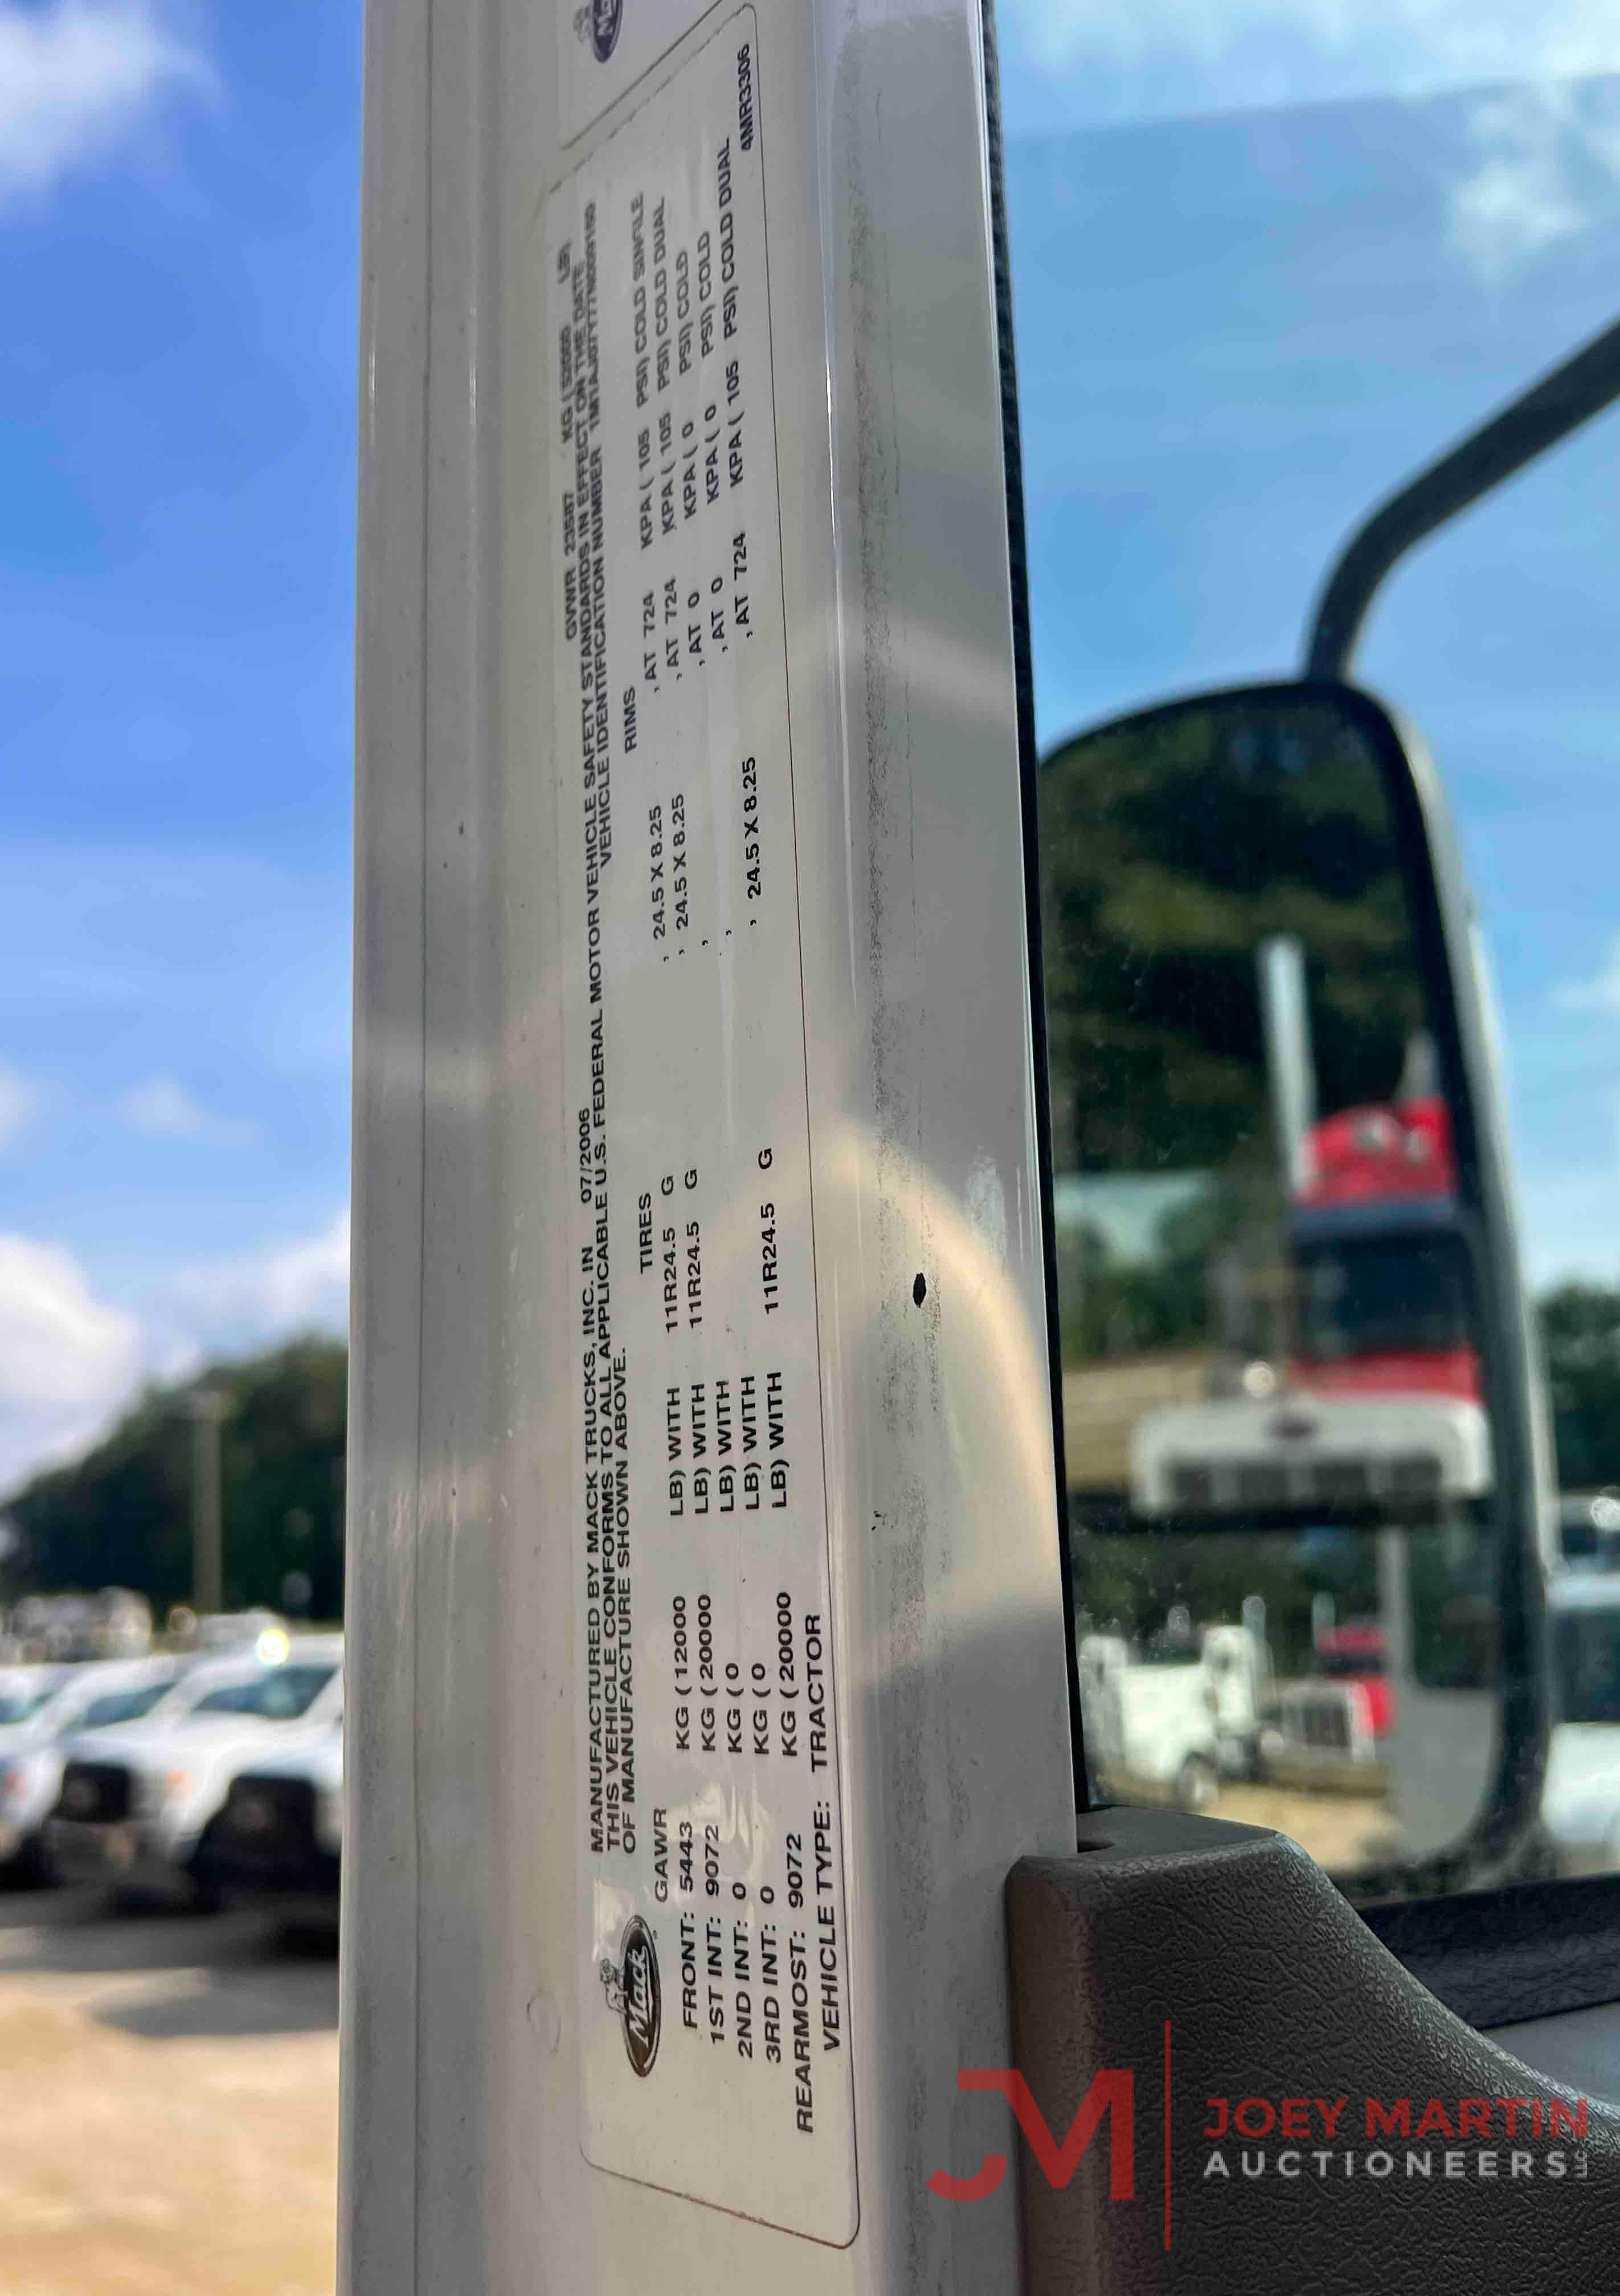 Mack
MANUFACTURED BY MACK TRUCKS, INC. IN 07/2006 GVWR 23587 KG ( 52000 LB)
THIS VEHICLE CONFORMS TO ALL APPLICABLE U.S. FEDERAL MOTOR VEHICLE SAFETY STANDARDS IN EFFECT ON THE DATE
OF MANUFACTURE SHOWN ABOVE. VEHICLE IDENTIFICATION NUMBER
GAWR TIRES RIMS
FRONT: 5443 KG ( 12000 LB) WITH 11R24.5 G , 24.5 X 8.25 , AT 724 KPA ( 105 PSI) COLD SINGLE
1ST INT: 9072 KG ( 20000 LB) WITH 11R24.5 G , 24.5 X 8.25 , AT 724 KPA ( 105 PSI) COLD DUAL
2ND INT: 0 KG ( 0 LB) WITH , , AT 0 KPA ( 0 PSI) COLD
3RD INT: 0 KG ( 0 LB) WITH , , AT 0 KPA ( 0 PSI) COLD
REARMOST: 9072 KG ( 20000 LB) WITH 11R24.5 G , 24.5 X 8.25 , AT 724 KPA ( 105 PSI) COLD DUAL
VEHICLE TYPE: TRACTOR 4MR3306
JM
JOEY MARTIN
AUCTIONEERS LLC